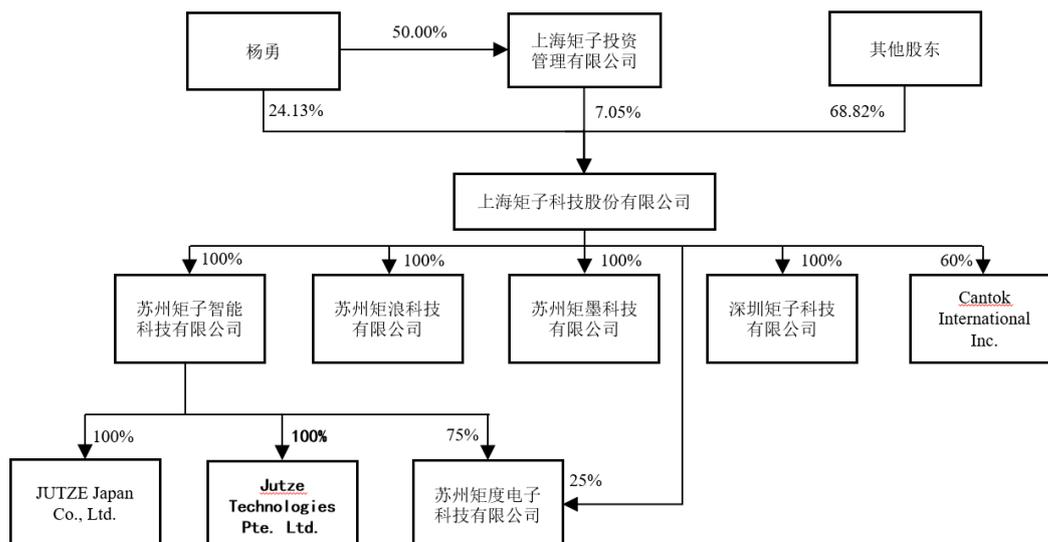 杨勇
50.00%
上海矩子投资
管理有限公司
其他股东
24.13%
7.05%
68.82%
上海矩子科技股份有限公司
100%
100%
100%
100%
60%
苏州矩子智能
科技有限公司
苏州矩浪科技
有限公司
苏州矩墨科技
有限公司
深圳矩子科技
有限公司
Cantok
International
Inc.
100%
100%
75%
25%
JUTZE Japan
Co., Ltd.
Jutze
Technologies
Pte. Ltd.
苏州矩度电子
科技有限公司